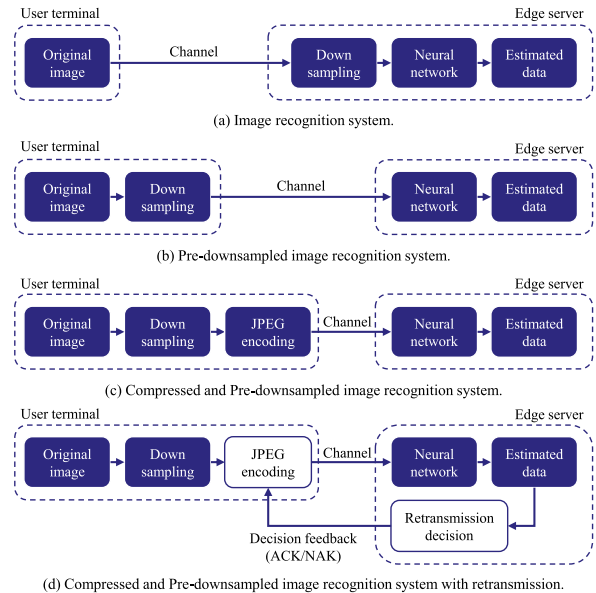 User terminal
Edge server
Original
image
Channel
Down
sampling
Neural
network
Estimated
data
(a) Image recognition system.
User terminal
Edge server
Original
image
Down
sampling
Channel
Neural
network
Estimated
data
(b) Pre-downsampled image recognition system.
User terminal
Edge server
Original
image
Down
sampling
JPEG
encoding
Channel
Neural
network
Estimated
data
(c) Compressed and Pre-downsampled image recognition system.
User terminal
Edge server
Original
image
Down
sampling
JPEG
encoding
Channel
Neural
network
Estimated
data
Retransmission
decision
Decision feedback
(ACK/NAK)
(d) Compressed and Pre-downsampled image recognition system with retransmission.